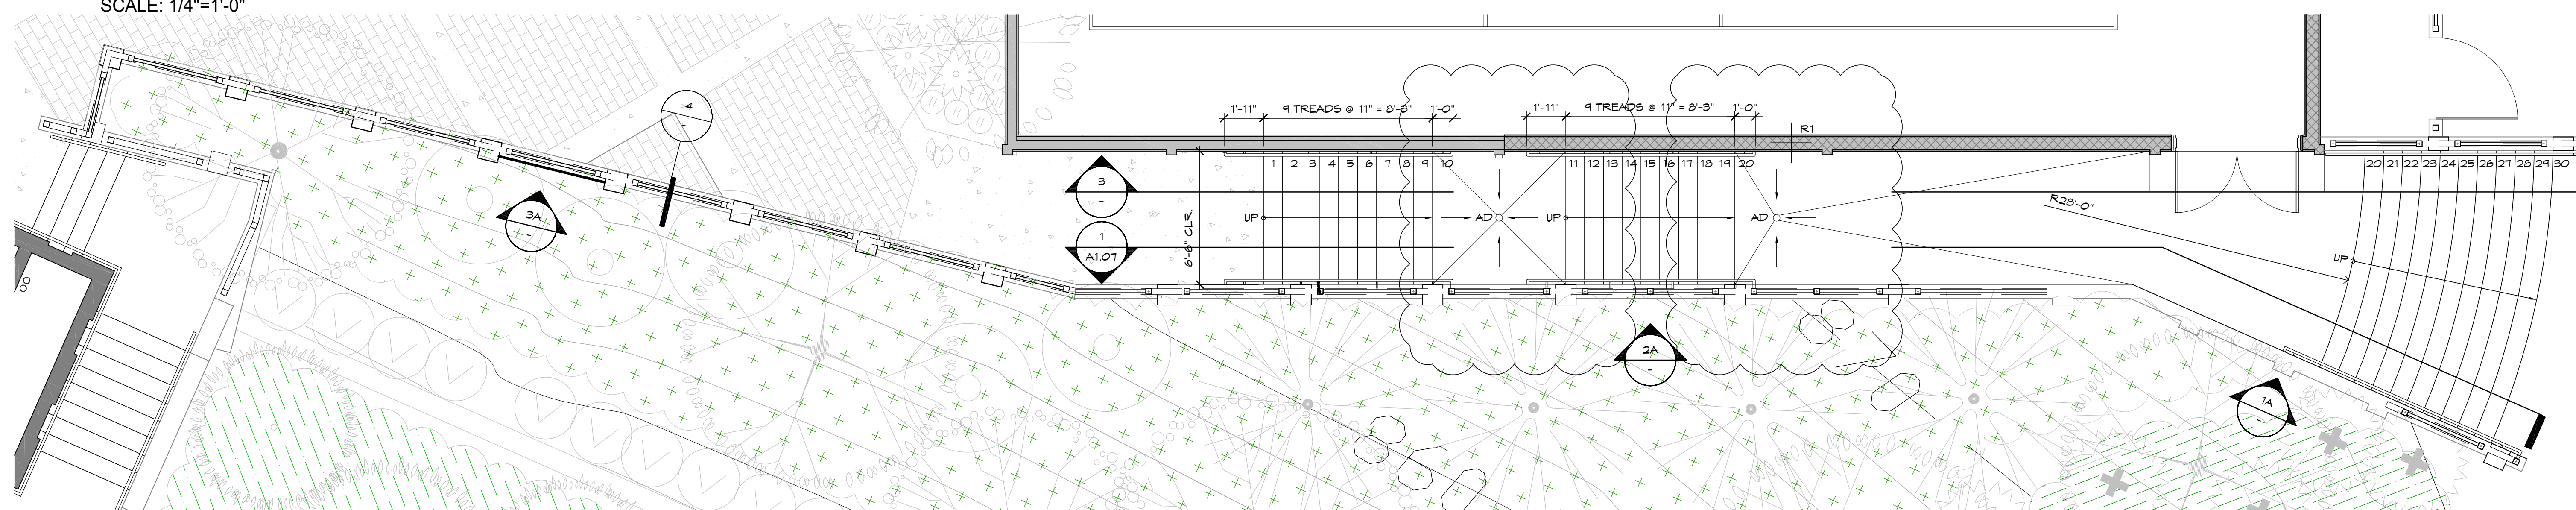 SCALE: 1/4"=1'-0"
4
-
1'-11"
9 TREADS @ 11" = 8'-3"
1'-0"
1'-11"
9 TREADS @ 11" = 8'-3"
1'-0"
R1
1 2 3 4 5 6 7 8 9 10
11 12 13 14 15 16 17 18 19 20
20 21 22 23 24 25 26 27 28 29 30
3
-
3A
-
UP
AD
UP
AD
R28'-0"
1
A1.07
6'-6" CLR.
UP
2A
-
1A
-